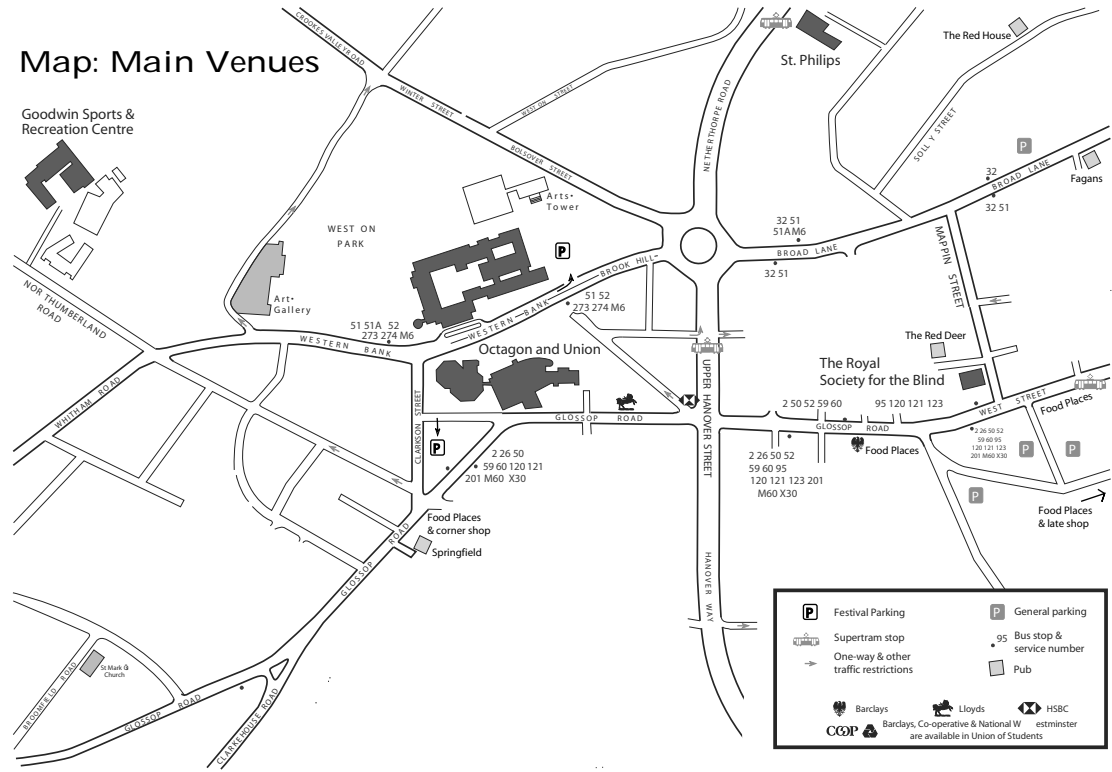 Map: Main Venues
CROOKES VALLEY ROAD
The Red House
St. Philips
WINTER STREET
WEST ON STREET
NETHERTHORPE ROAD
Goodwin Sports &
Recreation Centre
SOLL Y STREET
P
BOLSOVER STREET
32
BROAD LANE
Fagans
Arts•
Tower
32 51
WEST ON
PARK
32 51
51A M6
MAPPIN STREET
P
BROAD LANE
BROOK HILL
32 51
NOR THUMBERLAND
ROAD
Art•
Gallery
51 52
273 274 M6
51 51A 52
273 274 M6
WESTERN BANK
WESTERN BANK
The Red Deer
Octagon and Union
The Royal
Society for the Blind
UPPER HANOVER STREET
WHITHAM ROAD
CLARKSON STREET
2 50 52 59 60
95 120 121 123
WEST STREET
Food Places
GLOSSOP ROAD
GLOSSOP ROAD
2 26 50 52
59 60 95
120 121 123
201 M60 X30
P
P
P
Food Places
2 26 50
59 60 120 121
201 M60 X30
2 26 50 52
59 60 95
120 121 123 201
M60 X30
P
Food Places
& late shop
Food Places
& corner shop
Springfield
GLOSSOP ROAD
HANOVER WAY
St Mark
Church
BROOMFIELD ROAD
GLOSSOP ROAD
CLARKEHOUSE ROAD
P Festival Parking
P General parking
Supertram stop
95 Bus stop &
service number
One-way & other
traffic restrictions
Pub
Barclays
Lloyds
HSBC
COOP
Barclays, Co-operative & National W estminster
are available in Union of Students